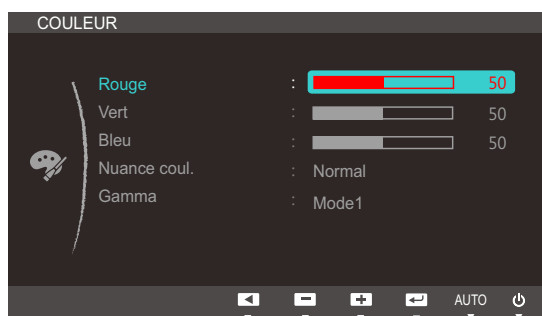 COULEUR
Rouge : 50
Vert : 50
Bleu : 50
Nuance coul. : Normal
Gamma : Mode1
AUTO